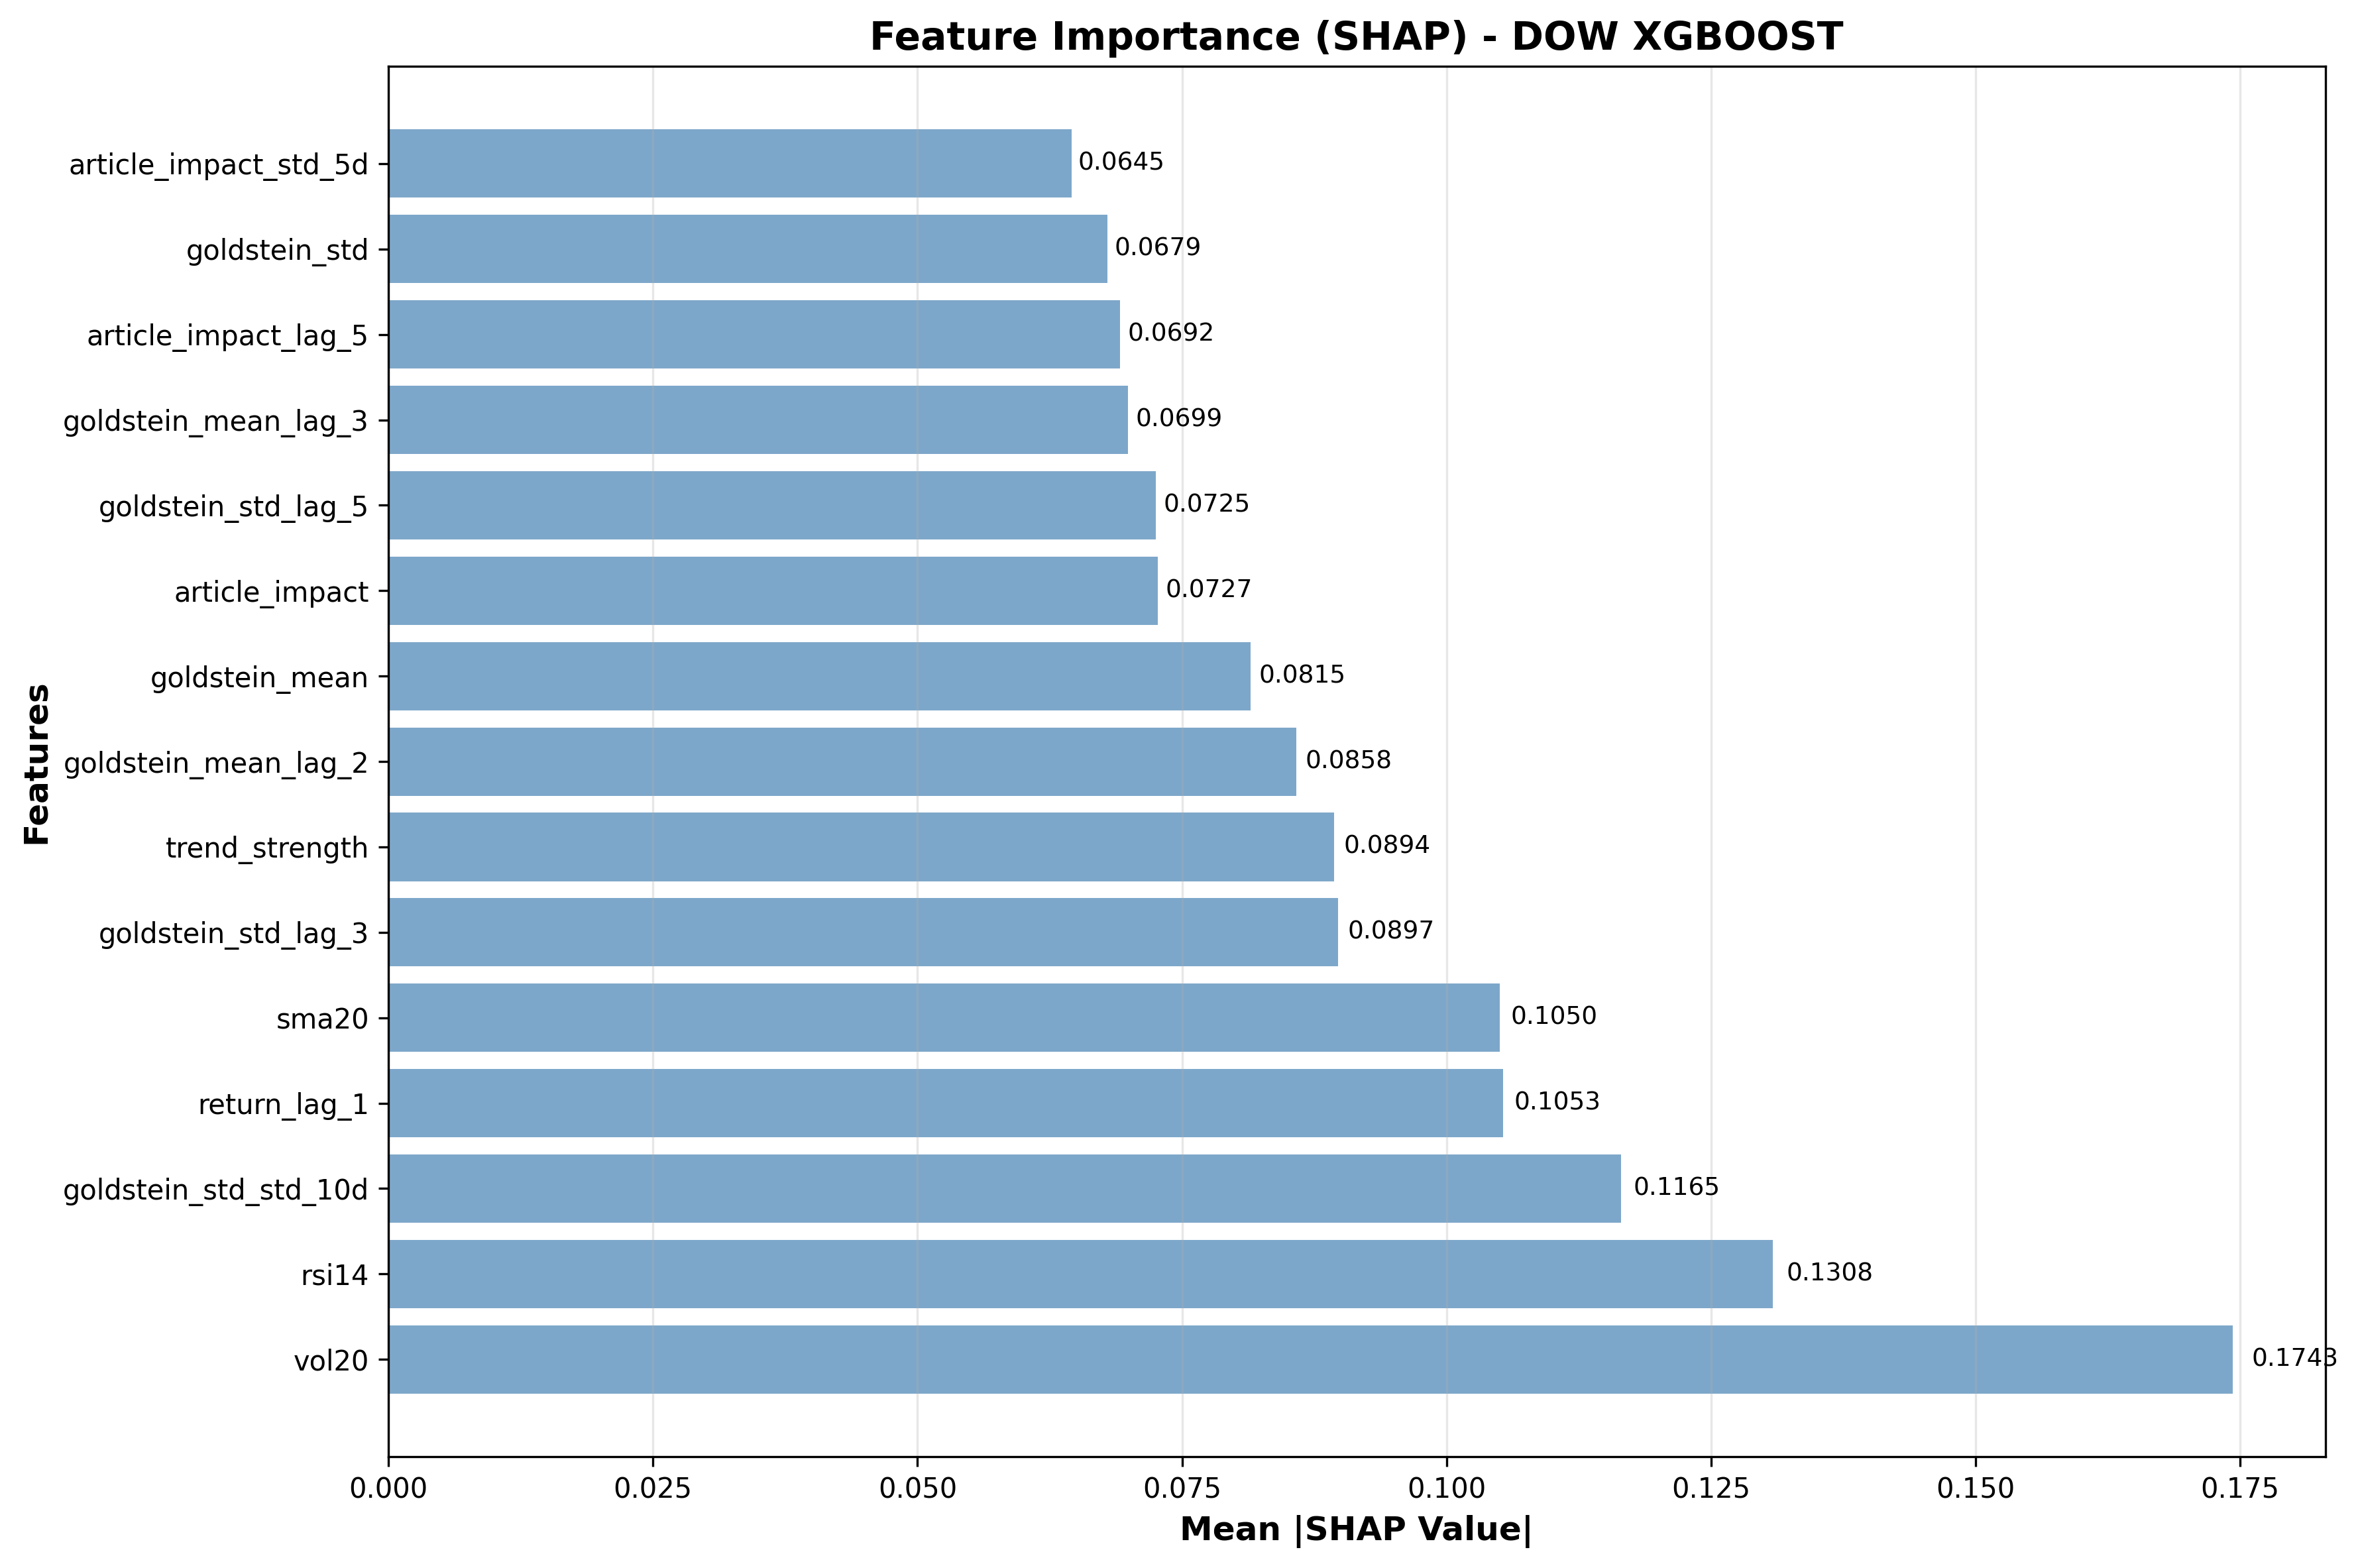 Feature Importance (SHAP) - DOW XGBOOST
Features
article_impact_std_5d 0.0645
goldstein_std 0.0679
article_impact_lag_5 0.0692
goldstein_mean_lag_3 0.0699
goldstein_std_lag_5 0.0725
article_impact 0.0727
goldstein_mean 0.0815
goldstein_mean_lag_2 0.0858
trend_strength 0.0894
goldstein_std_lag_3 0.0897
sma20 0.1050
return_lag_1 0.1053
goldstein_std_std_10d 0.1165
rsi14 0.1308
vol20 0.1743
0.000 0.025 0.050 0.075 0.100 0.125 0.150 0.175
Mean |SHAP Value|